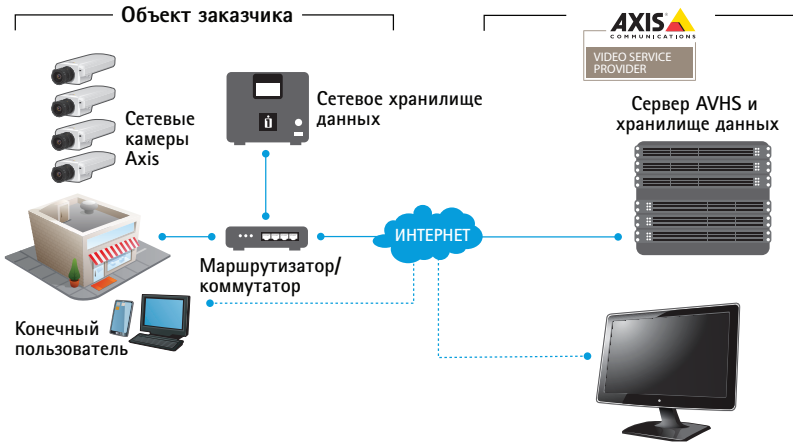 Объект заказчика
AXIS
COMMUNICATIONS
VIDEO SERVICE
PROVIDER
Сетевые
камеры
Axis
Сетевое хранилище
данных
Сервер AVHS и
хранилище данных
ИНТЕРНЕТ
Маршрутизатор/
коммутатор
Конечный
пользователь